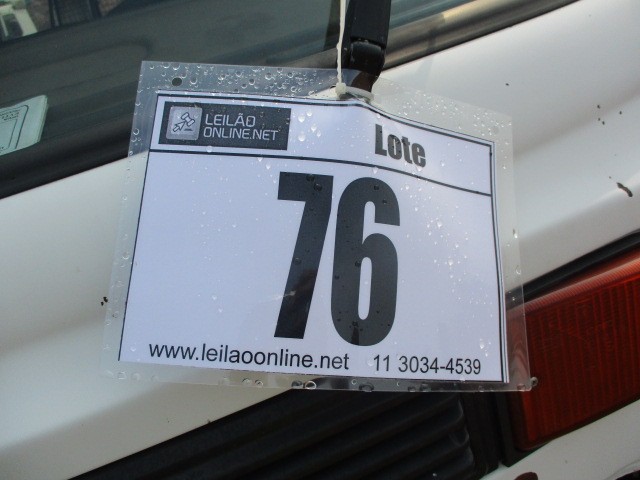 LEILÃO
ONLINE.NET
Lote
76
www.leilaoonline.net 11 3034-4539